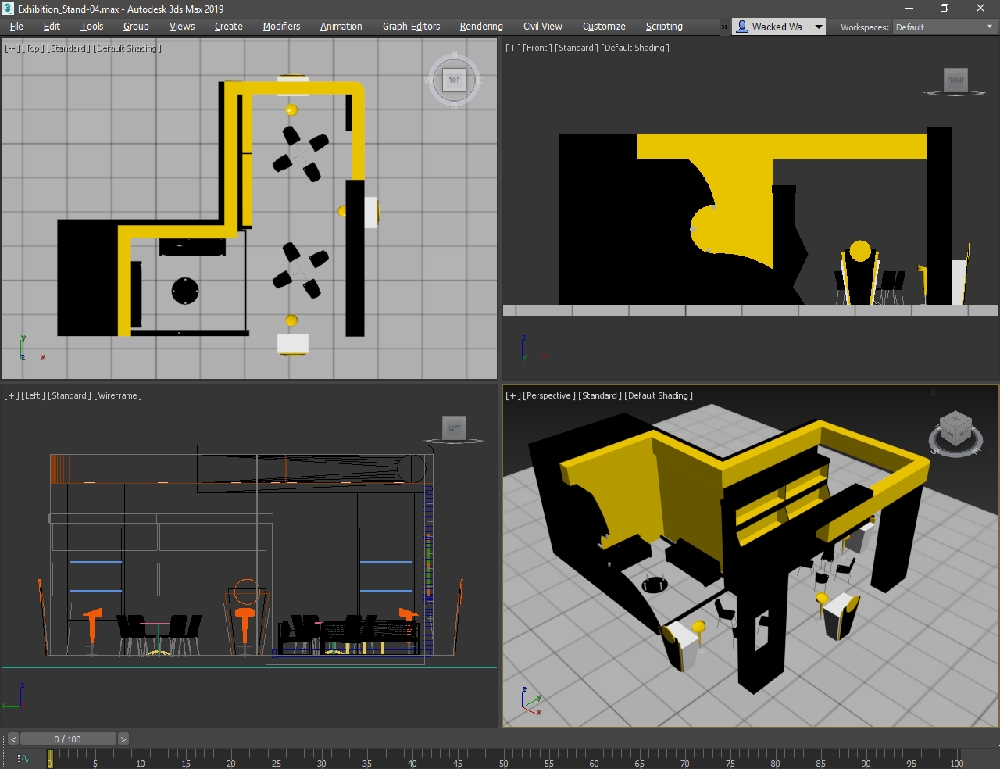 Exhibition_Stand-04.max - Autodesk 3ds Max 2019
File Edit Tools Group Views Create Modifiers Animation Graph Editors Rendering Civil View Customize Scripting » Wacked Wa Workspaces: Default
[+] [Top] [Standard] [Default Shading]
[+] [Front] [Standard] [Default Shading]
TOP
FRONT
[+] [Left] [Standard] [Wireframe]
[+] [Perspective] [Standard] [Default Shading]
LEFT
< 0 / 100 >
0 5 10 15 20 25 30 35 40 45 50 55 60 65 70 75 80 85 90 95 100